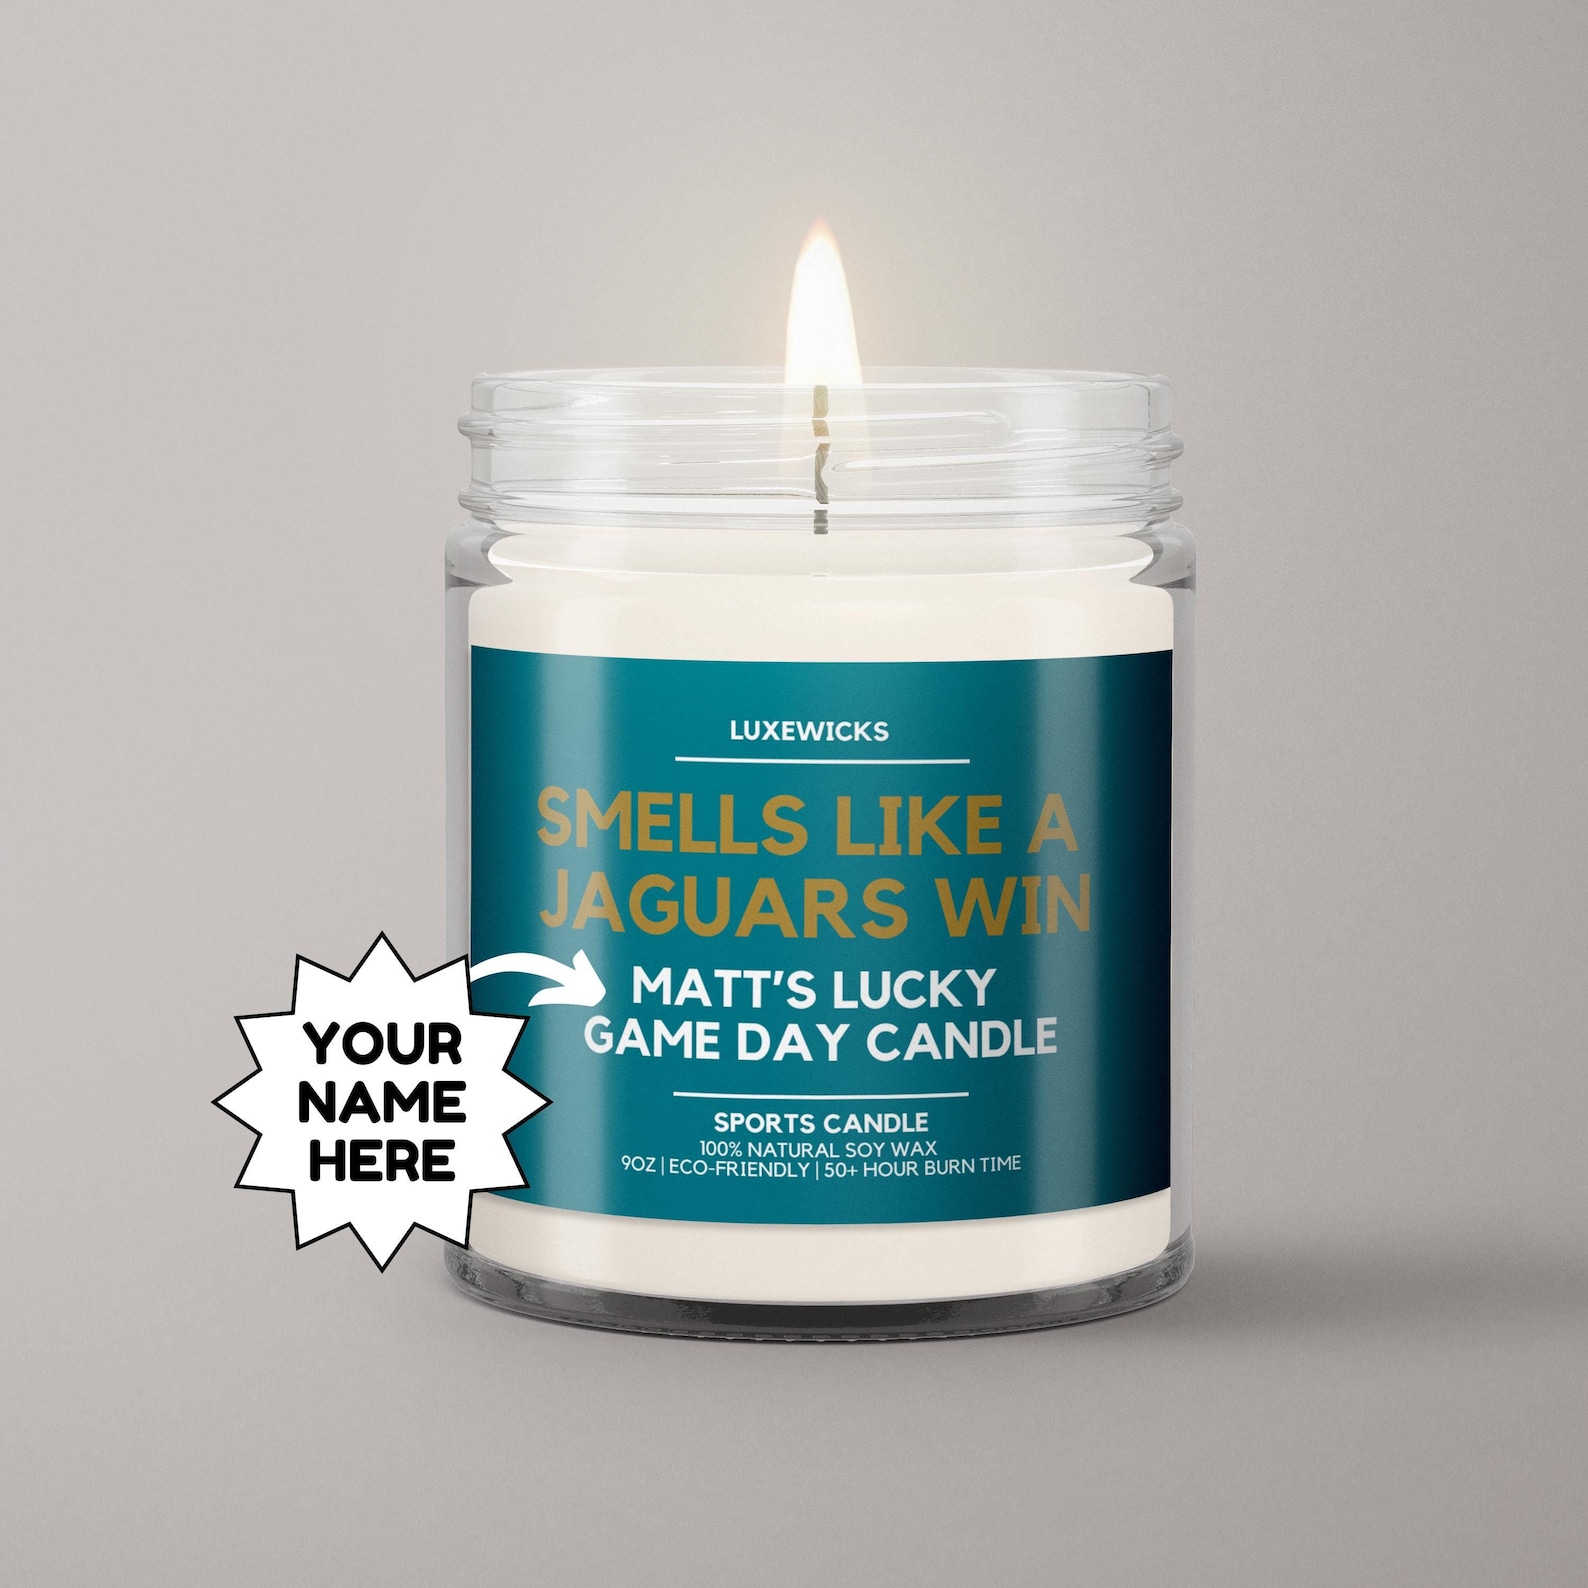 LUXEWICKS
SMELLS LIKE A
JAGUARS WIN
MATT'S LUCKY
GAME DAY CANDLE
SPORTS CANDLE
100% NATURAL SOY WAX
9OZ | ECO-FRIENDLY | 50+ HOUR BURN TIME
YOUR
NAME
HERE